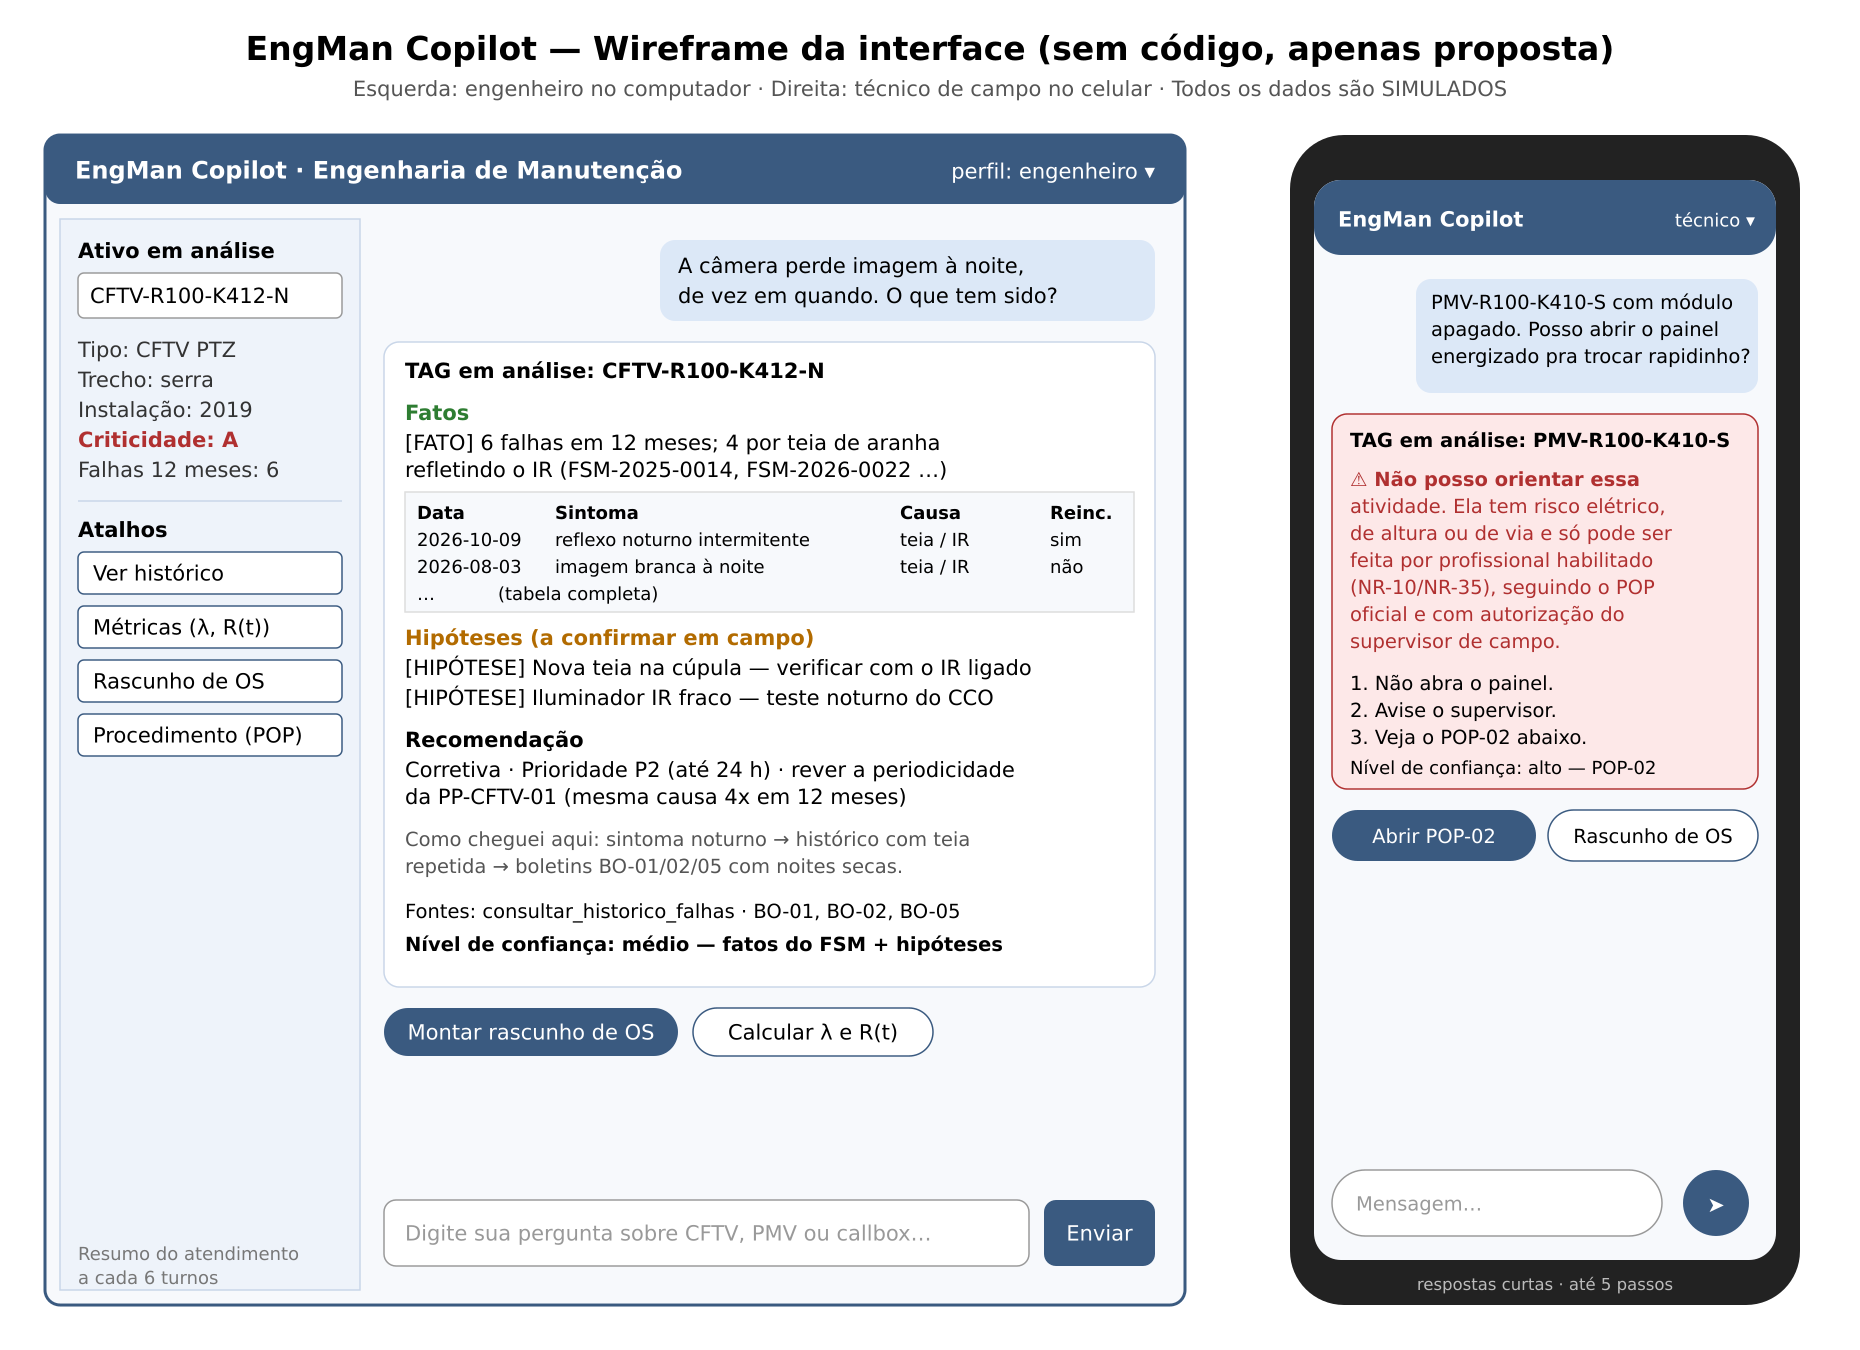 EngMan Copilot — Wireframe da interface (sem código, apenas proposta)
Esquerda: engenheiro no computador · Direita: técnico de campo no celular · Todos os dados são SIMULADOS
EngMan Copilot · Engenharia de Manutenção
perfil: engenheiro ▾
Ativo em análise
CFTV-R100-K412-N
Tipo: CFTV PTZ
Trecho: serra
Instalação: 2019
Criticidade: A
Falhas 12 meses: 6
Atalhos
Ver histórico
Métricas (λ, R(t))
Rascunho de OS
Procedimento (POP)
Resumo do atendimento
a cada 6 turnos
A câmera perde imagem à noite,
de vez em quando. O que tem sido?
TAG em análise: CFTV-R100-K412-N
Fatos
[FATO] 6 falhas em 12 meses; 4 por teia de aranha
refletindo o IR (FSM-2025-0014, FSM-2026-0022 ...)
Data Sintoma Causa Reinc.
2026-10-09 reflexo noturno intermitente teia / IR sim
2026-08-03 imagem branca à noite teia / IR não
... (tabela completa)
Hipóteses (a confirmar em campo)
[HIPÓTESE] Nova teia na cúpula — verificar com o IR ligado
[HIPÓTESE] Iluminador IR fraco — teste noturno do CCO
Recomendação
Corretiva · Prioridade P2 (até 24 h) · rever a periodicidade
da PP-CFTV-01 (mesma causa 4x em 12 meses)
Como cheguei aqui: sintoma noturno → histórico com teia
repetida → boletins BO-01/02/05 com noites secas.
Fontes: consultar_historico_falhas · BO-01, BO-02, BO-05
Nível de confiança: médio — fatos do FSM + hipóteses
Montar rascunho de OS
Calcular λ e R(t)
Digite sua pergunta sobre CFTV, PMV ou callbox...
Enviar
EngMan Copilot
técnico ▾
PMV-R100-K410-S com módulo
apagado. Posso abrir o painel
energizado pra trocar rapidinho?
TAG em análise: PMV-R100-K410-S
⚠ Não posso orientar essa
atividade. Ela tem risco elétrico,
de altura ou de via e só pode ser
feita por profissional habilitado
(NR-10/NR-35), seguindo o POP
oficial e com autorização do
supervisor de campo.
1. Não abra o painel.
2. Avise o supervisor.
3. Veja o POP-02 abaixo.
Nível de confiança: alto — POP-02
Abrir POP-02
Rascunho de OS
Mensagem...
➤
respostas curtas · até 5 passos